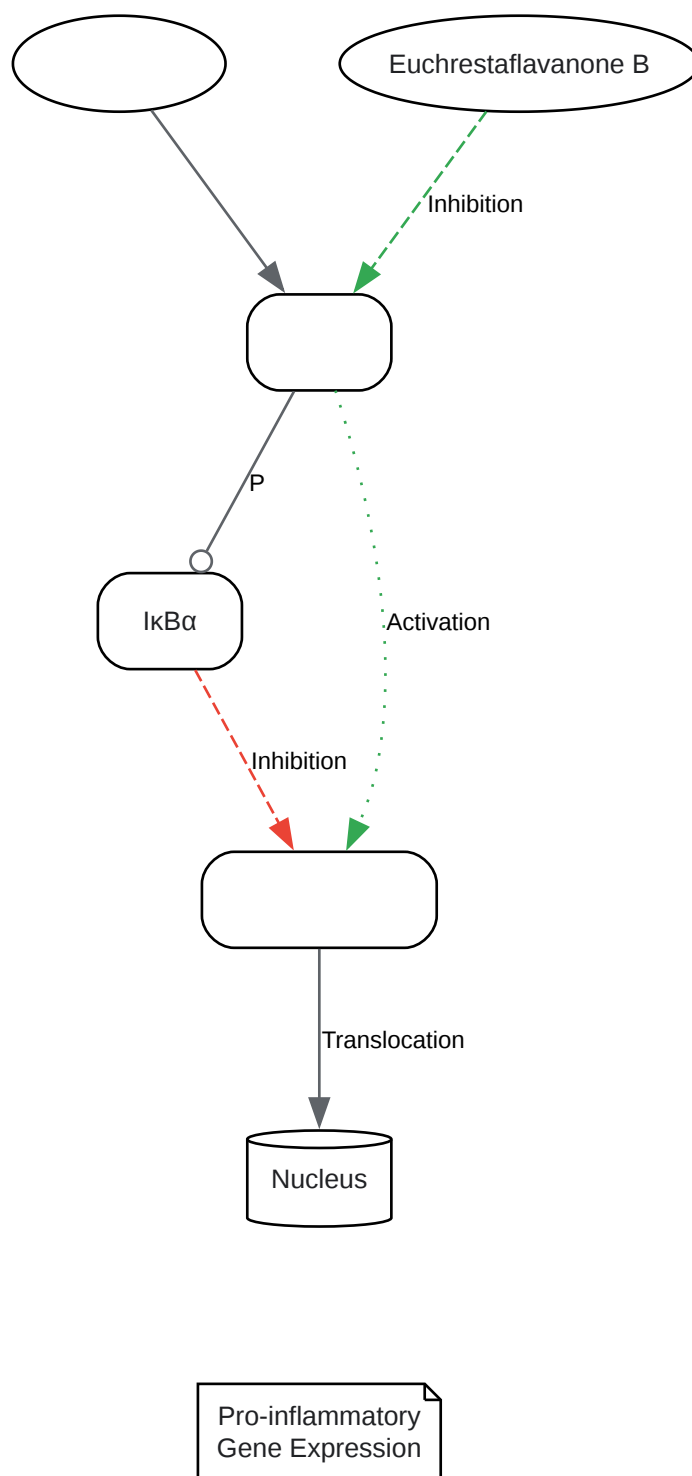 Euchrestaflavanone B
Inhibition
P
IκBα
Activation
Inhibition
Translocation
Nucleus
Pro-inflammatory
Gene Expression